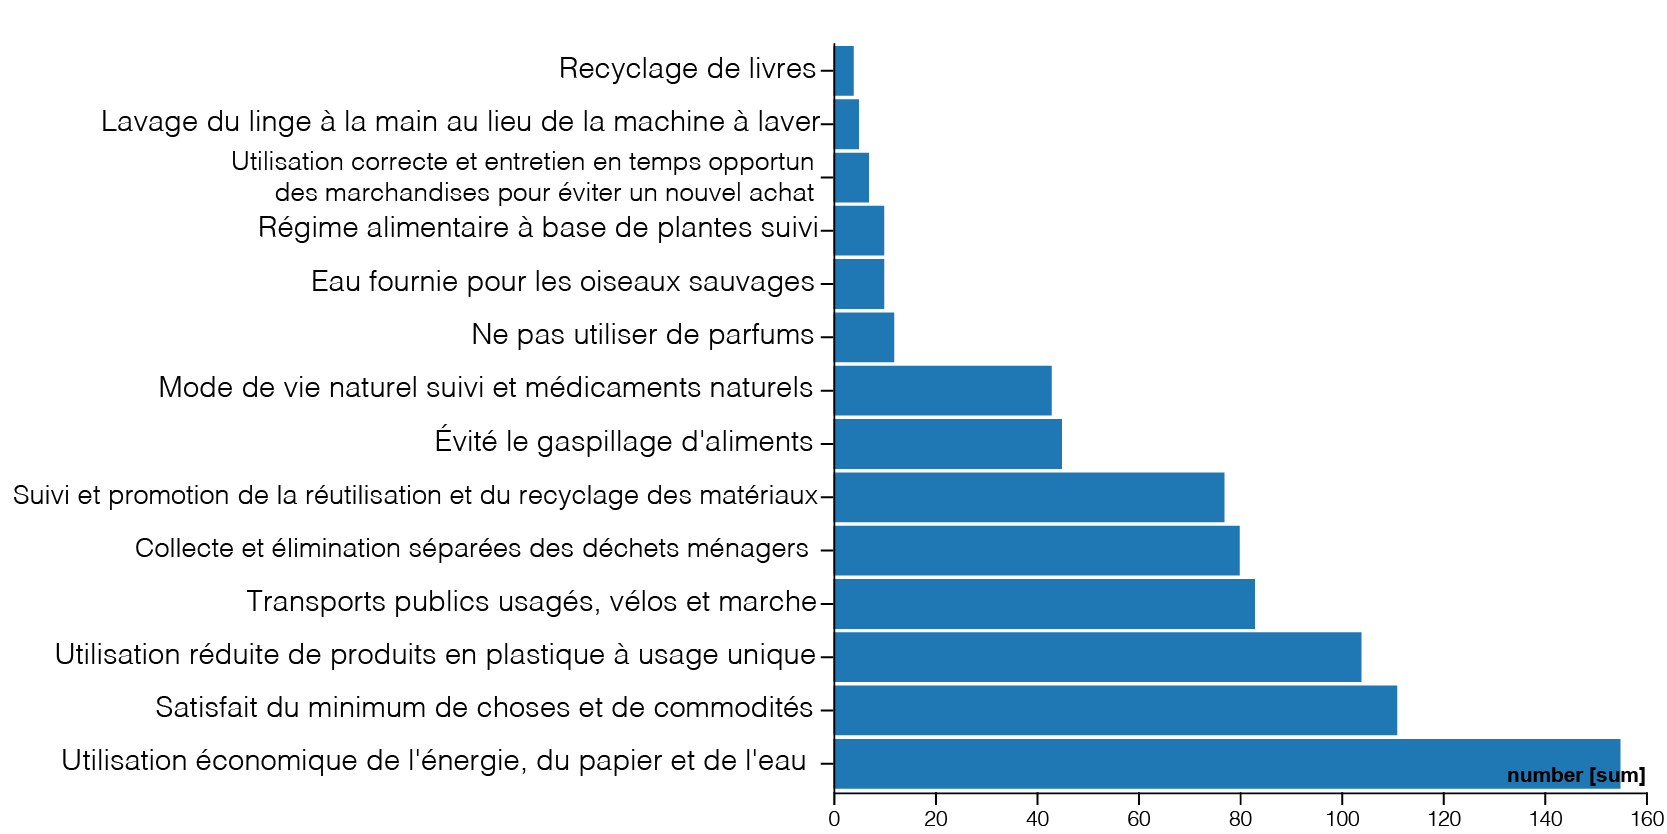 Recyclage de livres
Lavage du linge à la main au lieu de la machine à laver
Utilisation correcte et entretien en temps opportun
des marchandises pour éviter un nouvel achat
Régime alimentaire à base de plantes suivi
Eau fournie pour les oiseaux sauvages
Ne pas utiliser de parfums
Mode de vie naturel suivi et médicaments naturels
Évité le gaspillage d'aliments
Suivi et promotion de la réutilisation et du recyclage des matériaux
Collecte et élimination séparées des déchets ménagers
Transports publics usagés, vélos et marche
Utilisation réduite de produits en plastique à usage unique
Satisfait du minimum de choses et de commodités
Utilisation économique de l'énergie, du papier et de l'eau
number [sum]
0 20 40 60 80 100 120 140 160